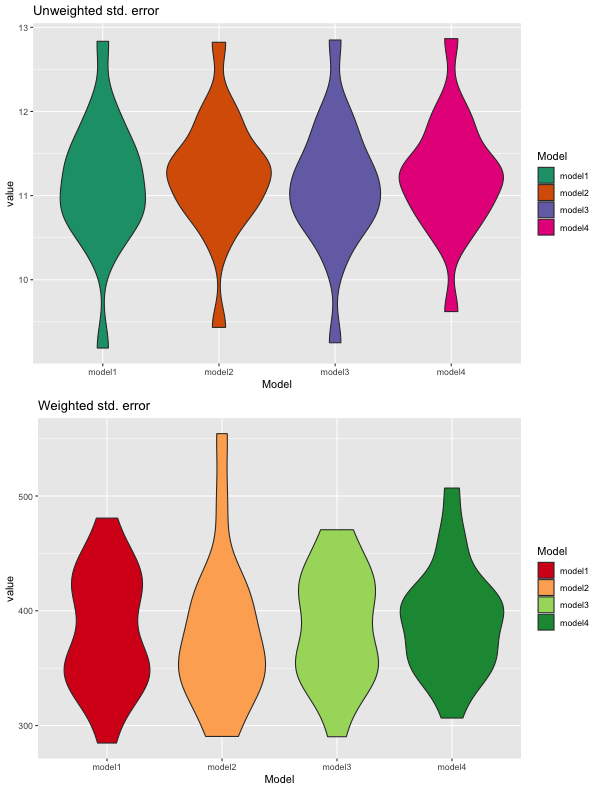 Unweighted std. error
13
12
11
10
value
model1 model2 model3 model4
Model
Model
model1
model2
model3
model4
Weighted std. error
500
400
300
value
model1 model2 model3 model4
Model
Model
model1
model2
model3
model4